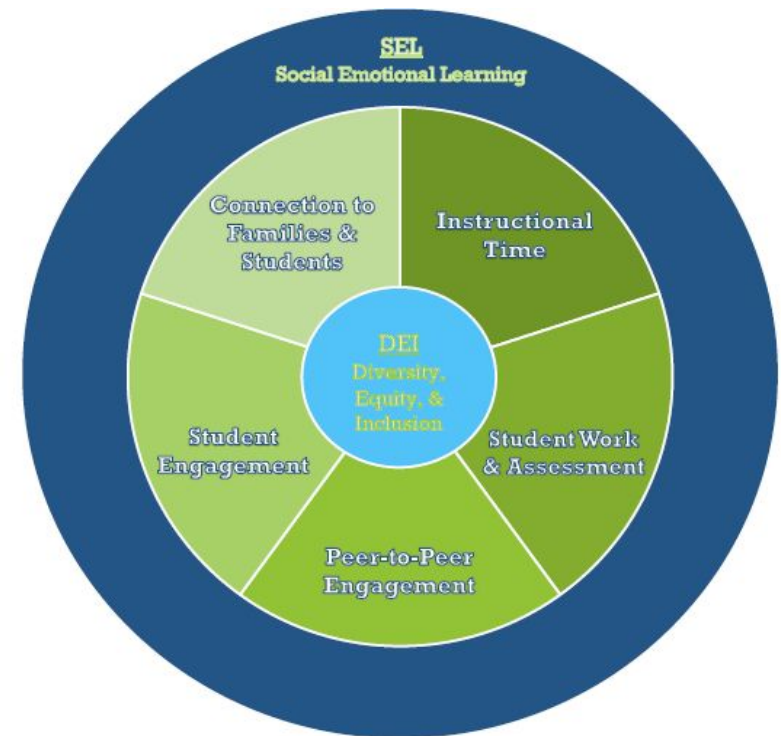 SEL
Social Emotional Learning
Connection to
Families &
Students
Instructional
Time
DEI
Diversity,
Equity, &
Inclusion
Student
Engagement
Student Work
& Assessment
Peer-to-Peer
Engagement